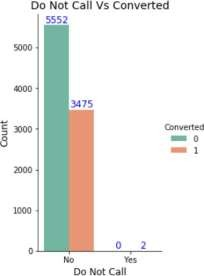 Do Not Call Vs Converted
5552
3475
0
2
5000
4000
3000
2000
1000
0
Count
No
Yes
Do Not Call
Converted
0
1